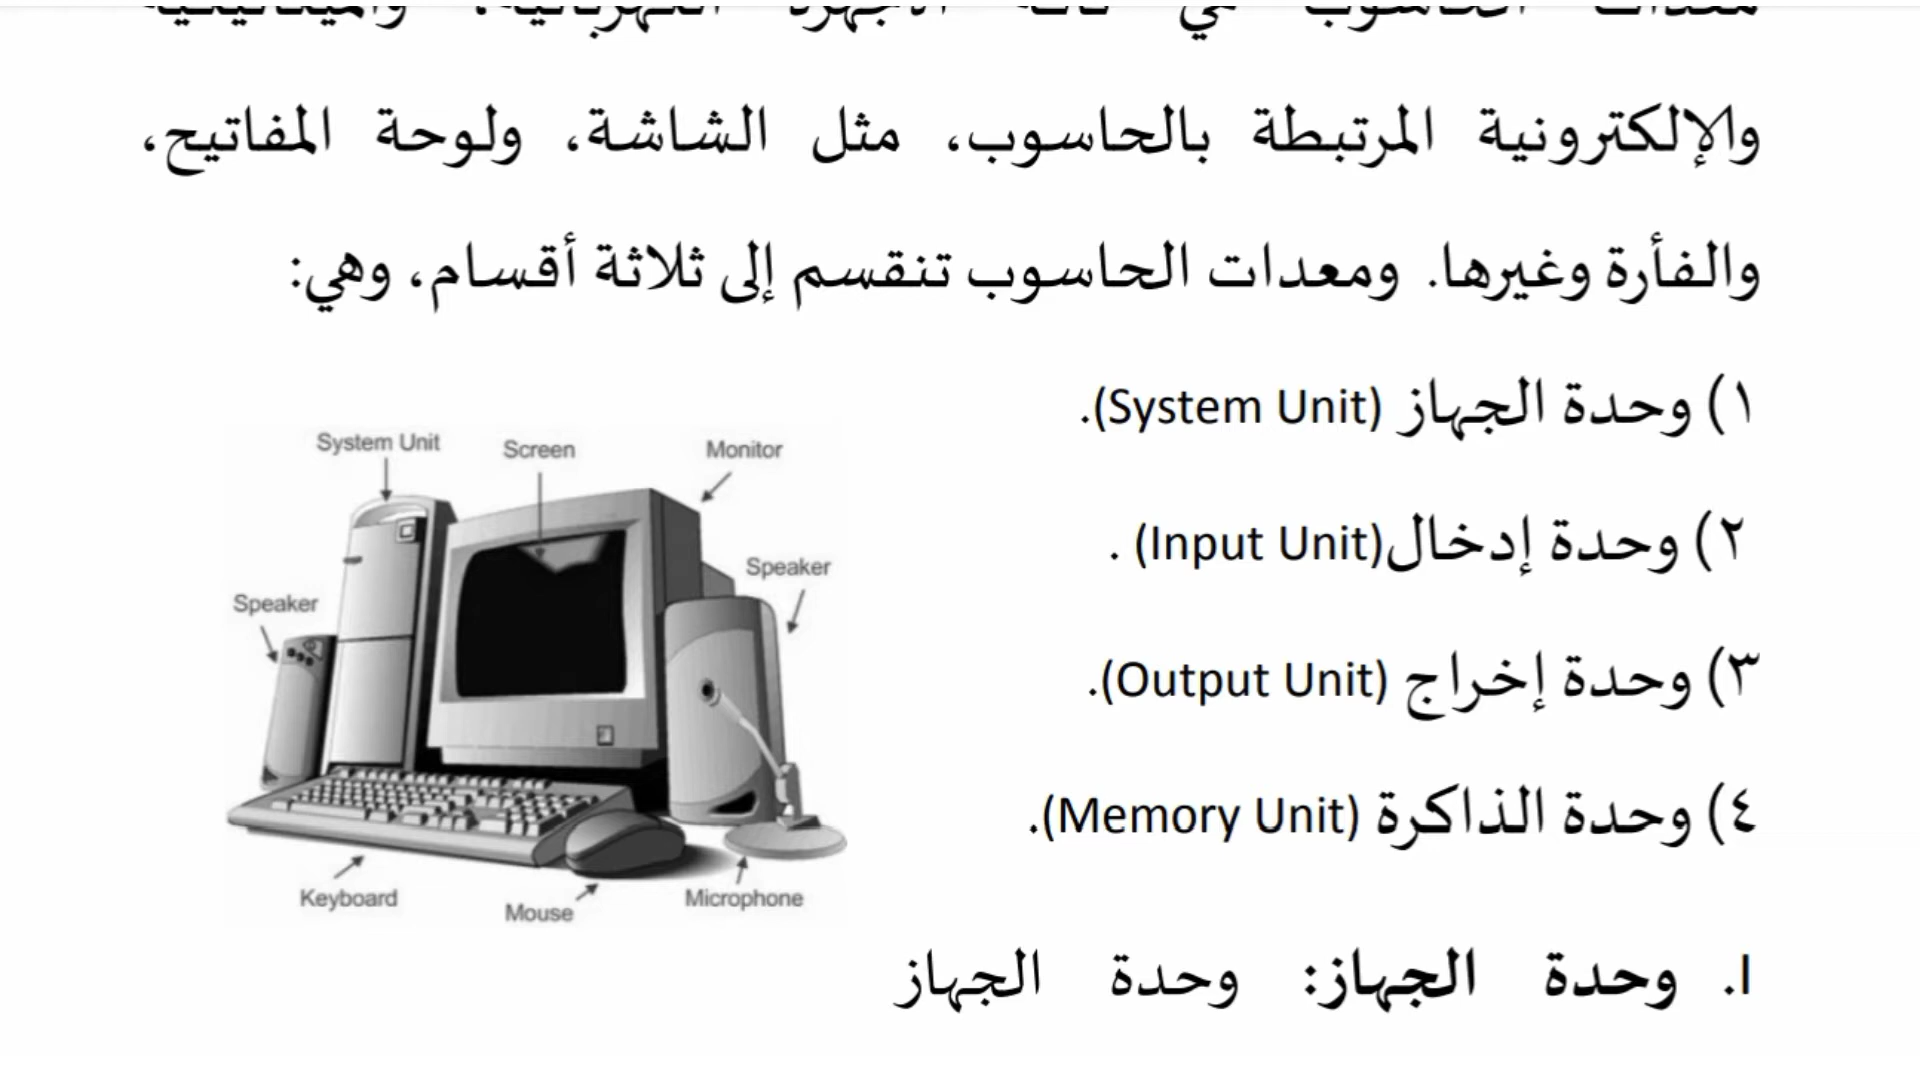 والإلكترونية المرتبطة بالحاسوب، مثل الشاشة، ولوحة المفاتيح،
والفأرة وغيرها. ومعدات الحاسوب تنقسم إلى ثلاثة أقسام، وهي:
١) وحدة الجهاز (System Unit).
٢) وحدة إدخال(Input Unit) .
٣) وحدة إخراج (Output Unit).
٤) وحدة الذاكرة (Memory Unit).
System Unit
Screen
Monitor
Speaker
Speaker
Keyboard
Mouse
Microphone
I. وحدة الجهاز: وحدة الجهاز